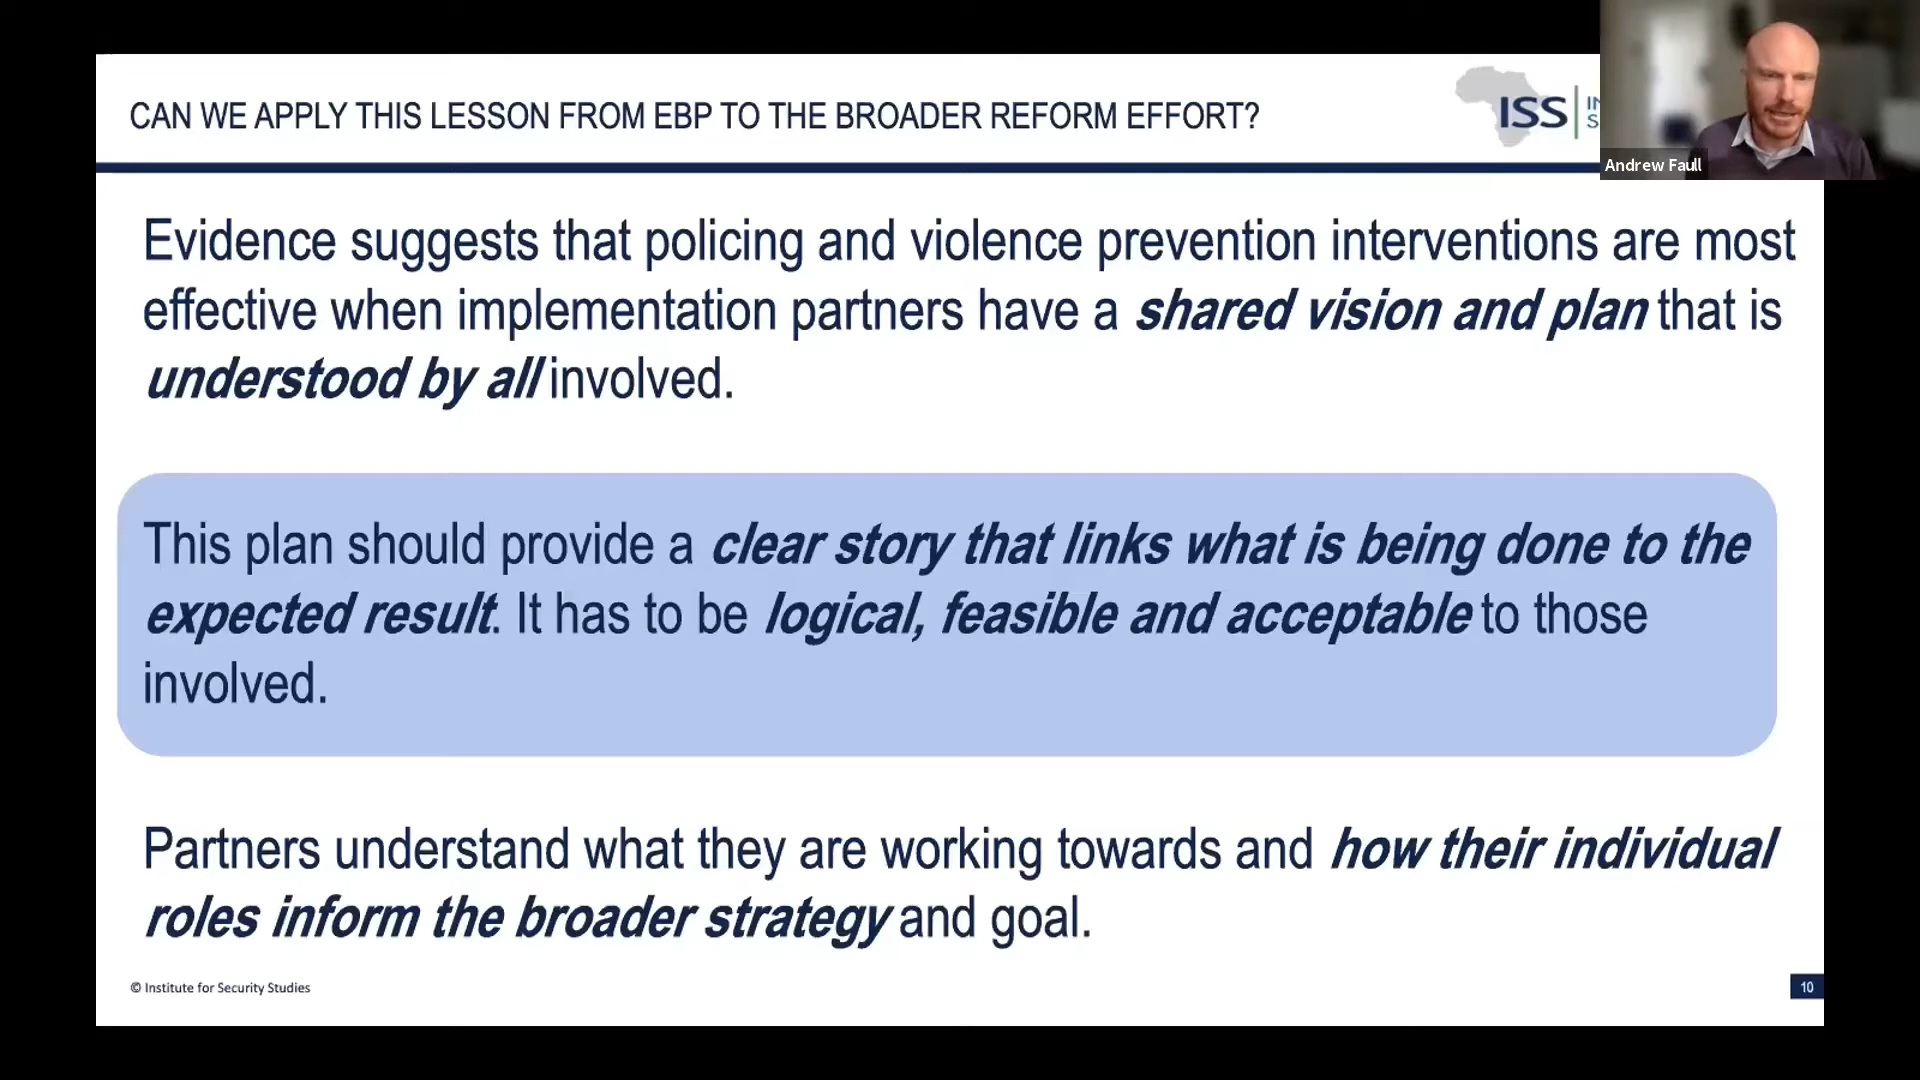 CAN WE APPLY THIS LESSON FROM EBP TO THE BROADER REFORM EFFORT?
ISS
Andrew Faull
Evidence suggests that policing and violence prevention interventions are most
effective when implementation partners have a shared vision and plan that is
understood by all involved.
This plan should provide a clear story that links what is being done to the
expected result. It has to be logical, feasible and acceptable to those
involved.
Partners understand what they are working towards and how their individual
roles inform the broader strategy and goal.
© Institute for Security Studies
10